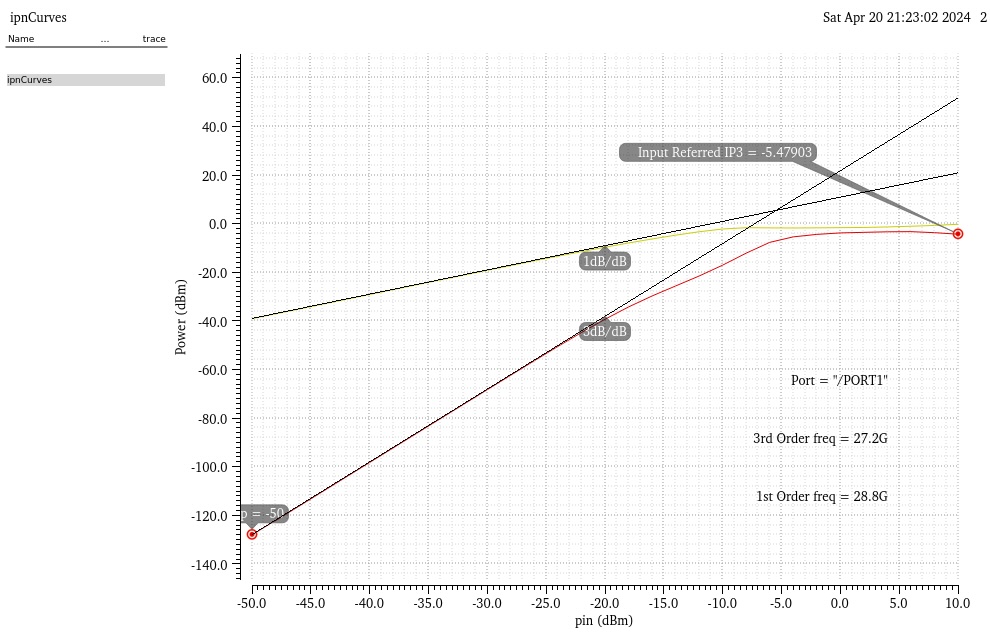 ipnCurves
Sat Apr 20 21:23:02 2024 2
Name ... trace
ipnCurves
60.0
40.0
20.0
0.0
-20.0
-40.0
-60.0
-80.0
-100.0
-120.0
-140.0
Power (dBm)
Input Referred IP3 = -5.47903
1dB/dB
3dB/dB
Port = "/PORT1"
3rd Order freq = 27.2G
1st Order freq = 28.8G
= -50
-50.0 -45.0 -40.0 -35.0 -30.0 -25.0 -20.0 -15.0 -10.0 -5.0 0.0 5.0 10.0
pin (dBm)